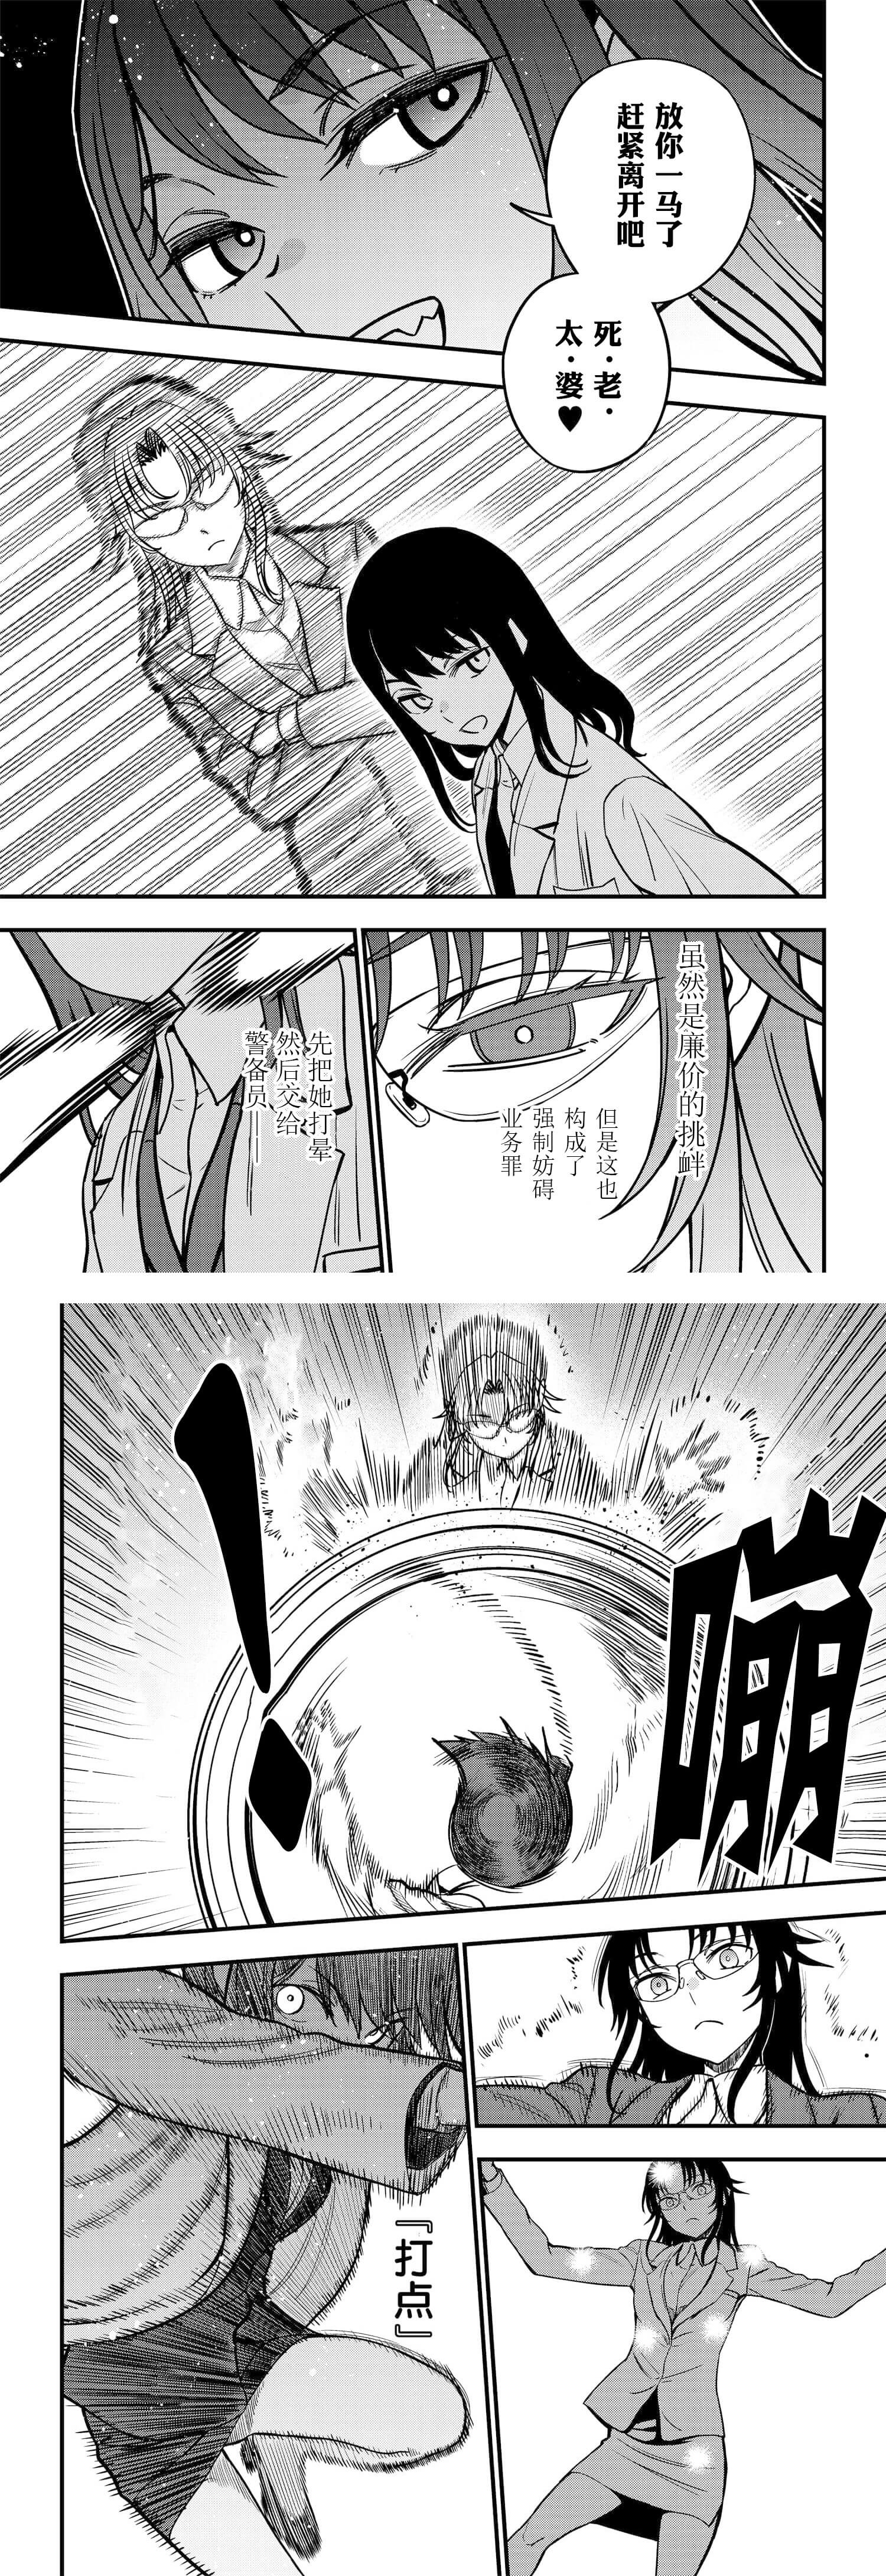 放你一马了
赶紧离开吧
死·老·
太·婆♥
虽然是廉价的挑衅
但是这也
构成了
强制妨碍
业务罪
先把她打晕
然后交给
警备员——
嘣
！
『打点』